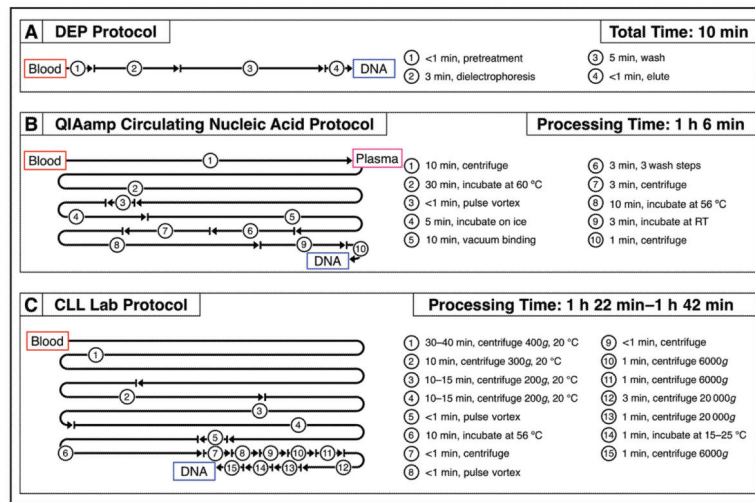 A DEP Protocol
Total Time: 10 min
Blood 1 2 3 4 DNA
1 <1 min, pretreatment
2 3 min, dielectrophoresis
3 5 min, wash
4 <1 min, elute
B QIAamp Circulating Nucleic Acid Protocol
Processing Time: 1 h 6 min
Blood 1 Plasma
2
3
4 5
7 6
8 9 10
DNA
1 10 min, centrifuge
2 30 min, incubate at 60 °C
3 <1 min, pulse vortex
4 5 min, incubate on ice
5 10 min, vacuum binding
6 3 min, 3 wash steps
7 3 min, centrifuge
8 10 min, incubate at 56 °C
9 3 min, incubate at RT
10 1 min, centrifuge
C CLL Lab Protocol
Processing Time: 1 h 22 min–1 h 42 min
Blood
1
2
3
4
5
6 7 8 9 10 11
DNA 15 14 13 12
1 30–40 min, centrifuge 400g, 20 °C
2 10 min, centrifuge 300g, 20 °C
3 10–15 min, centrifuge 200g, 20 °C
4 10–15 min, centrifuge 200g, 20 °C
5 <1 min, pulse vortex
6 10 min, incubate at 56 °C
7 <1 min, centrifuge
8 <1 min, pulse vortex
9 <1 min, centrifuge
10 1 min, centrifuge 6000g
11 1 min, centrifuge 6000g
12 3 min, centrifuge 20 000g
13 1 min, centrifuge 20 000g
14 1 min, incubate at 15–25 °C
15 1 min, centrifuge 6000g